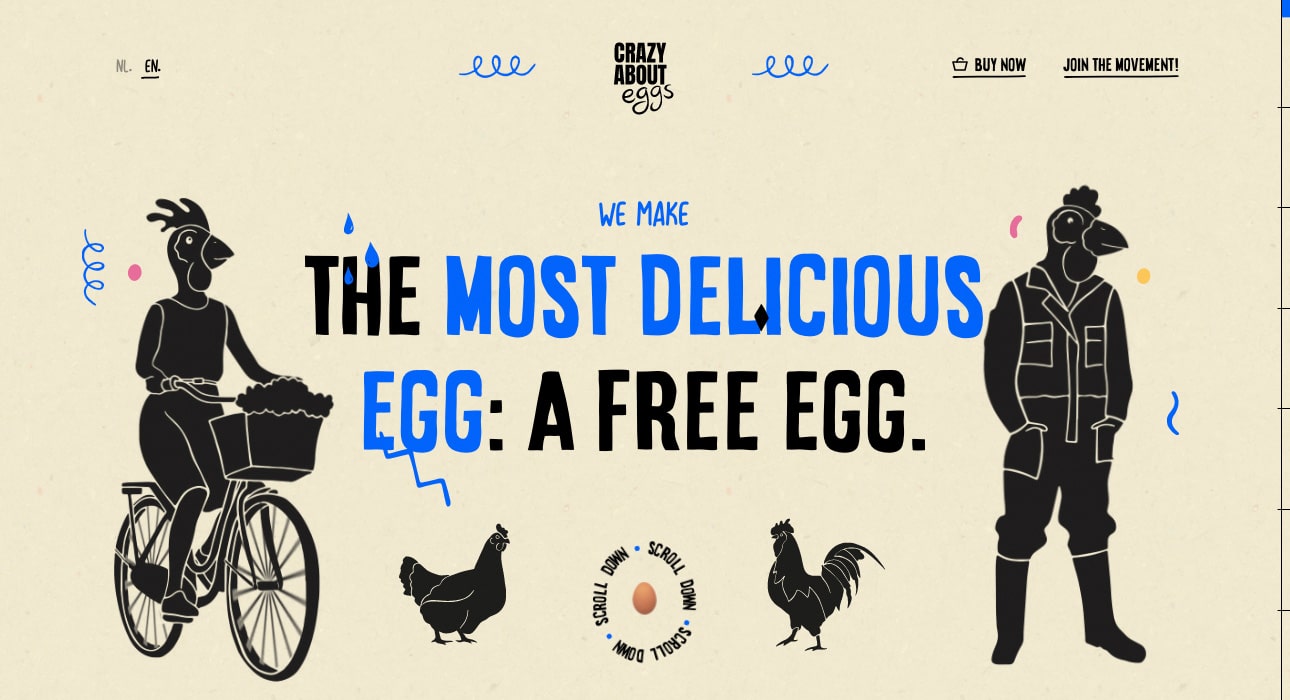 NL.
EN.
CRAZY
ABOUT
eggs
BUY NOW
JOIN THE MOVEMENT!
WE MAKE
THE MOST DELICIOUS
EGG: A FREE EGG.
SCROLL DOWN • SCROLL DOWN • SCROLL DOWN •